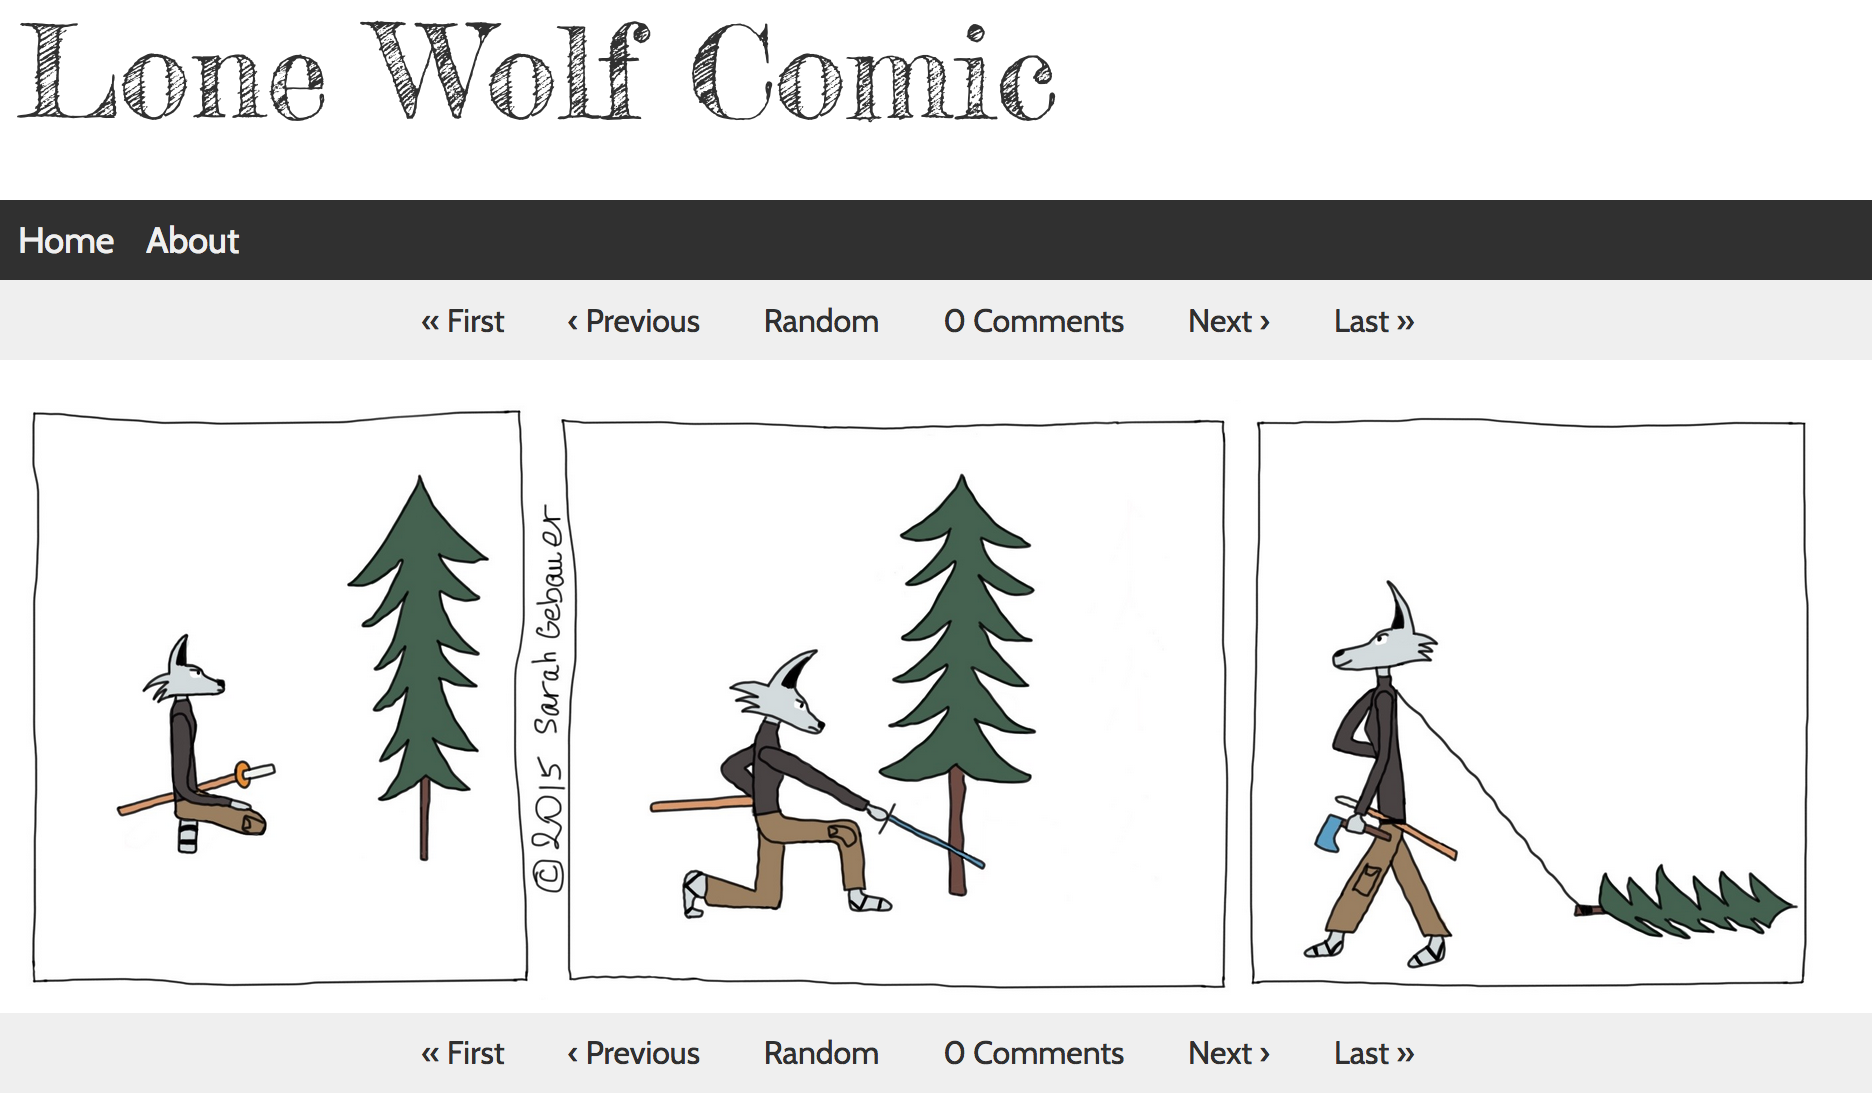 Lone Wolf Comic
Home About
« First ‹ Previous Random 0 Comments Next › Last »
© 2015 Sarah Gebauer
« First ‹ Previous Random 0 Comments Next › Last »